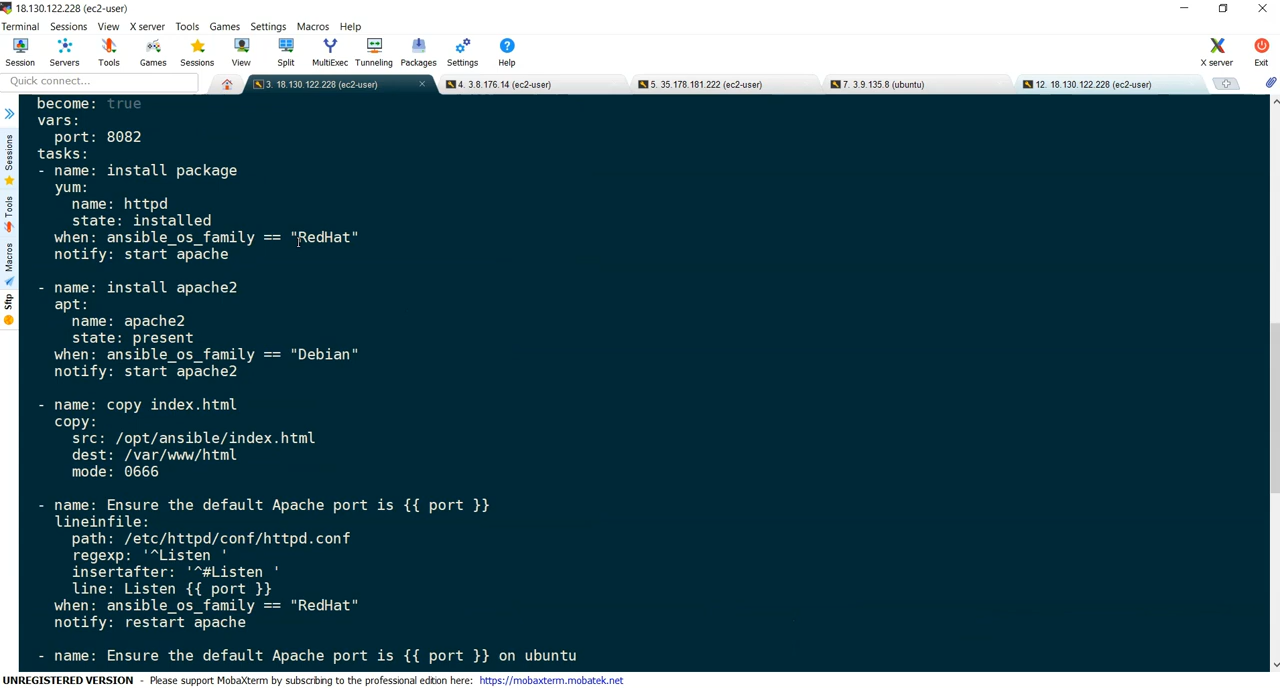 18.130.122.228 (ec2-user)
Terminal Sessions View X server Tools Games Settings Macros Help
Session Servers Tools Games Sessions View Split MultiExec Tunneling Packages Settings Help X server Exit
Quick connect...
3. 18.130.122.228 (ec2-user)
4. 3.8.176.14 (ec2-user)
5. 35.178.181.222 (ec2-user)
7. 3.9.135.8 (ubuntu)
12. 18.130.122.228 (ec2-user)
Sessions
Tools
Macros
Sftp
become: true
vars:
port: 8082
tasks:
- name: install package
yum:
name: httpd
state: installed
when: ansible_os_family == "RedHat"
notify: start apache
- name: install apache2
apt:
name: apache2
state: present
when: ansible_os_family == "Debian"
notify: start apache2
- name: copy index.html
copy:
src: /opt/ansible/index.html
dest: /var/www/html
mode: 0666
- name: Ensure the default Apache port is {{ port }}
lineinfile:
path: /etc/httpd/conf/httpd.conf
regexp: '^Listen '
insertafter: '^#Listen '
line: Listen {{ port }}
when: ansible_os_family == "RedHat"
notify: restart apache
- name: Ensure the default Apache port is {{ port }} on ubuntu
UNREGISTERED VERSION - Please support MobaXterm by subscribing to the professional edition here: https://mobaxterm.mobatek.net